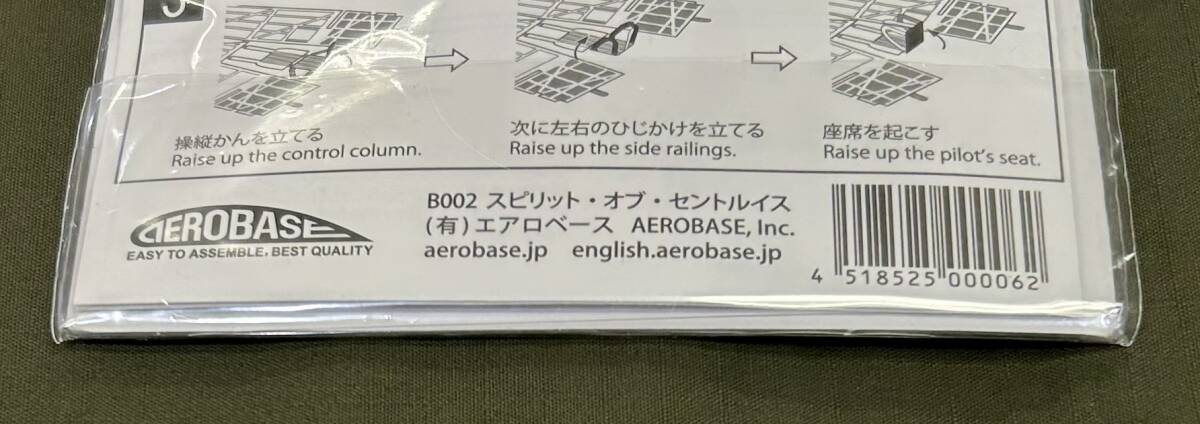 操縦かんを立てる
Raise up the control column.
次に左右のひじかけを立てる
Raise up the side railings.
座席を起こす
Raise up the pilot's seat.
AEROBASE
EASY TO ASSEMBLE, BEST QUALITY
B002 スピリット・オブ・セントルイス
(有)エアロベース AEROBASE, Inc.
aerobase.jp english.aerobase.jp
4 518525 000062